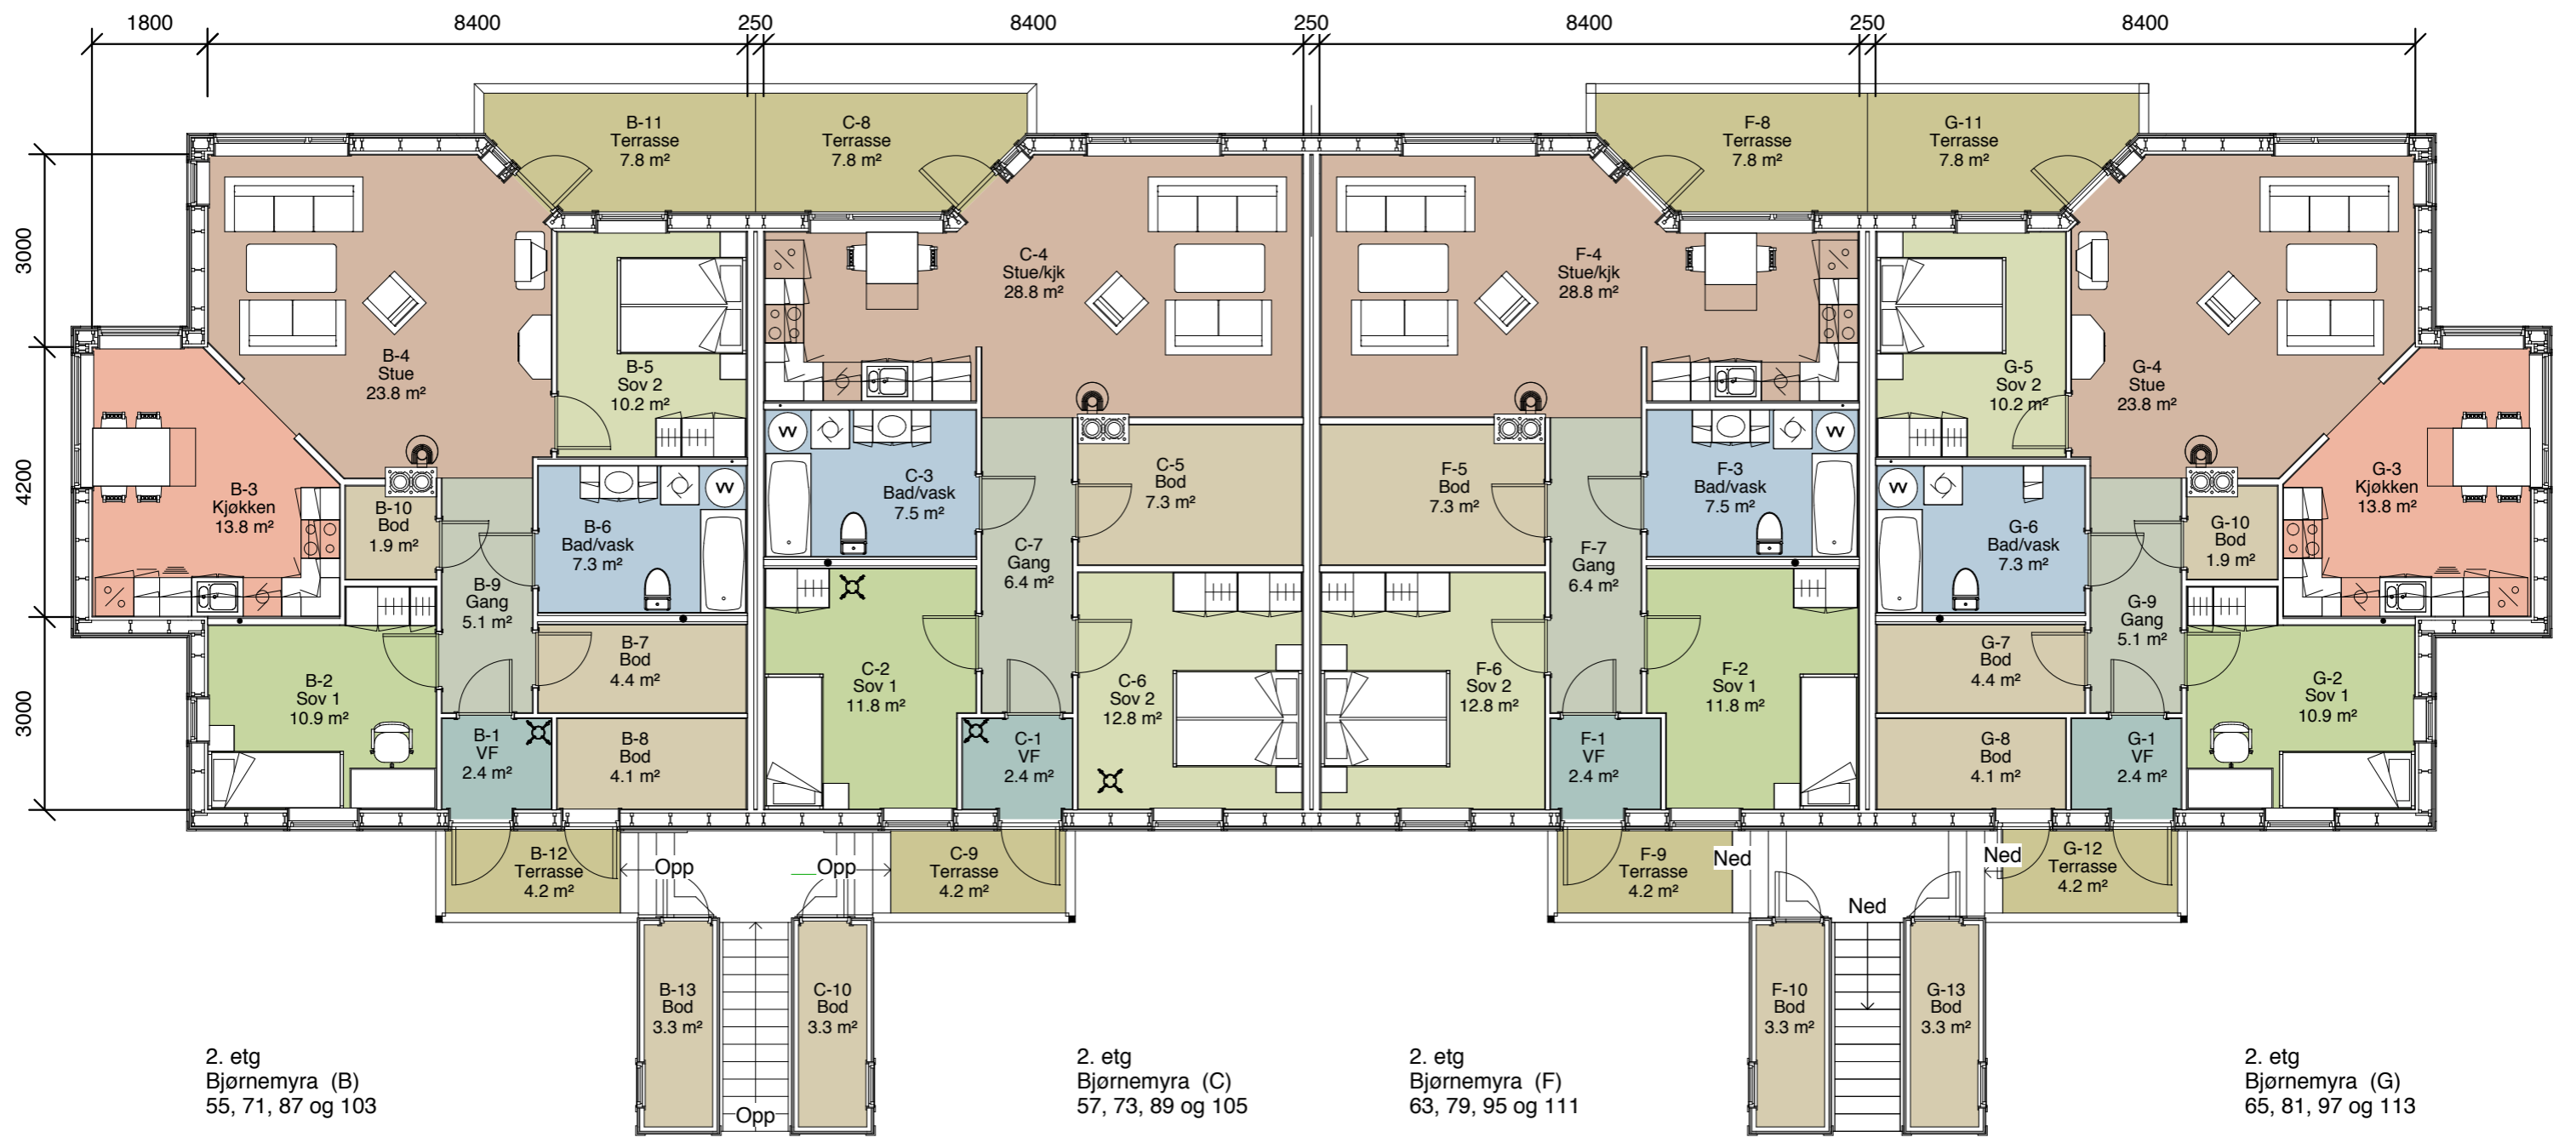 1800
8400
250
8400
250
8400
250
8400
3000
4200
3000
B-11
Terrasse
7.8 m²
C-8
Terrasse
7.8 m²
F-8
Terrasse
7.8 m²
G-11
Terrasse
7.8 m²
B-4
Stue
23.8 m²
B-5
Sov 2
10.2 m²
C-4
Stue/kjk
28.8 m²
F-4
Stue/kjk
28.8 m²
G-5
Sov 2
10.2 m²
G-4
Stue
23.8 m²
B-3
Kjøkken
13.8 m²
B-10
Bod
1.9 m²
B-6
Bad/vask
7.3 m²
W
W
C-3
Bad/vask
7.5 m²
C-5
Bod
7.3 m²
F-5
Bod
7.3 m²
F-3
Bad/vask
7.5 m²
W
W
G-6
Bad/vask
7.3 m²
G-10
Bod
1.9 m²
G-3
Kjøkken
13.8 m²
B-9
Gang
5.1 m²
C-7
Gang
6.4 m²
F-7
Gang
6.4 m²
G-9
Gang
5.1 m²
B-2
Sov 1
10.9 m²
B-7
Bod
4.4 m²
C-2
Sov 1
11.8 m²
C-6
Sov 2
12.8 m²
F-6
Sov 2
12.8 m²
F-2
Sov 1
11.8 m²
G-7
Bod
4.4 m²
G-2
Sov 1
10.9 m²
B-1
VF
2.4 m²
B-8
Bod
4.1 m²
C-1
VF
2.4 m²
F-1
VF
2.4 m²
G-8
Bod
4.1 m²
G-1
VF
2.4 m²
B-12
Terrasse
4.2 m²
Opp
Opp
C-9
Terrasse
4.2 m²
F-9
Terrasse
4.2 m²
Ned
Ned
Ned
G-12
Terrasse
4.2 m²
B-13
Bod
3.3 m²
C-10
Bod
3.3 m²
F-10
Bod
3.3 m²
G-13
Bod
3.3 m²
Opp
2. etg
Bjørnemyra (B)
55, 71, 87 og 103
2. etg
Bjørnemyra (C)
57, 73, 89 og 105
2. etg
Bjørnemyra (F)
63, 79, 95 og 111
2. etg
Bjørnemyra (G)
65, 81, 97 og 113